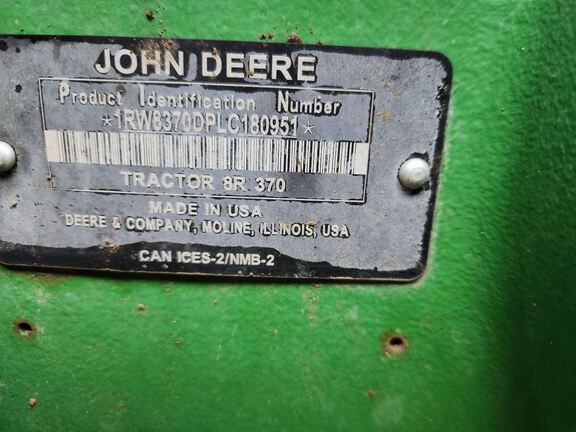 JOHN DEERE
Product Identification Number
*1RW8370DPLC180951*
TRACTOR 8R 370
MADE IN USA
DEERE & COMPANY, MOLINE, ILLINOIS, USA
CAN ICES-2/NMB-2